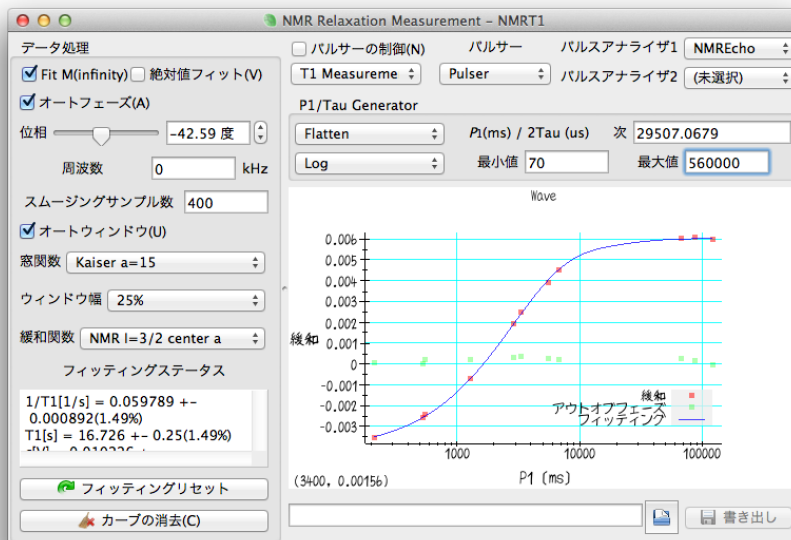 NMR Relaxation Measurement - NMRT1
データ処理
Fit M(infinity) 絶対値フィット(V)
オートフェーズ(A)
位相 -42.59 度
周波数 0 kHz
スムージングサンプル数 400
オートウィンドウ(U)
窓関数 Kaiser a=15
ウィンドウ幅 25%
緩和関数 NMR I=3/2 center a
フィッティングステータス
1/T1[1/s] = 0.059789 +-
0.000892(1.49%)
T1[s] = 16.726 +- 0.25(1.49%)
フィッティングリセット
カーブの消去(C)
パルサーの制御(N) パルサー パルスアナライザ1 NMREcho
T1 Measureme Pulser パルスアナライザ2 (未選択)
P1/Tau Generator
Flatten P1(ms) / 2Tau (us) 次 29507.0679
Log 最小値 70 最大値 560000
Wave
0.006
0.005
0.004
0.003
0.002
緩和 0.001
0
-0.001
-0.002
-0.003
緩和
アウトオブフェーズ
フィッティング
1000 10000 100000
(3400, 0.00156) P1 (ms)
書き出し